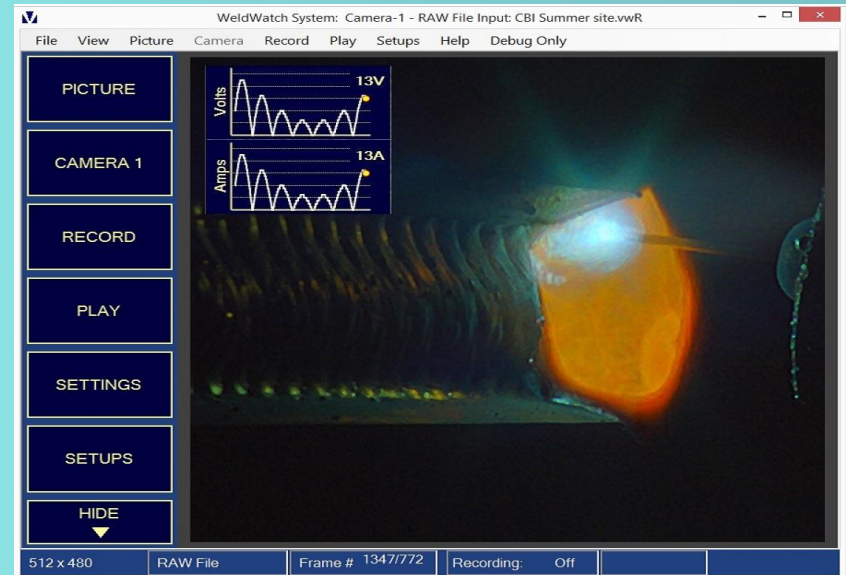 WeldWatch System: Camera-1 - RAW File Input: CBI Summer site.vwR
File View Picture Camera Record Play Setups Help Debug Only
PICTURE
CAMERA 1
RECORD
PLAY
SETTINGS
SETUPS
HIDE
Volts
13V
Amps
13A
512 x 480 RAW File Frame # 1347/772 Recording: Off